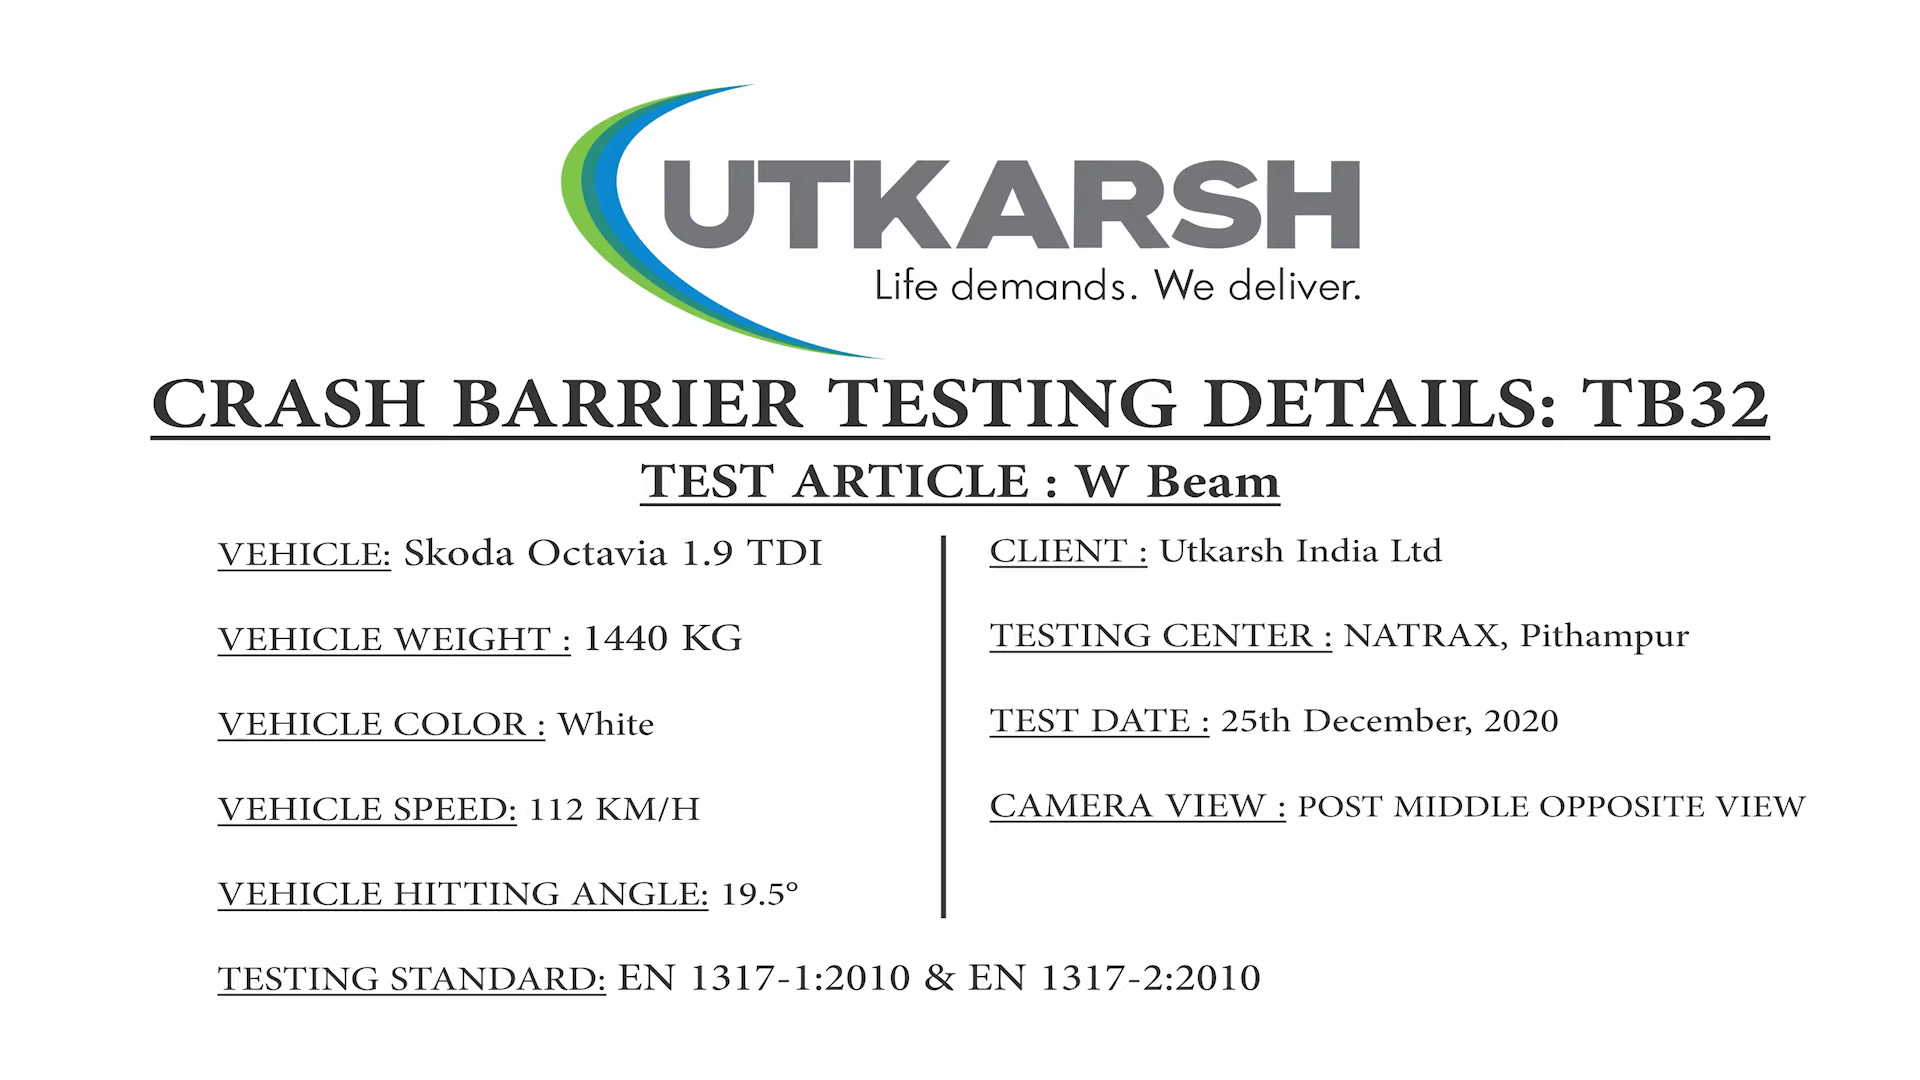 UTKARSH
Life demands. We deliver.
CRASH BARRIER TESTING DETAILS: TB32
TEST ARTICLE : W Beam
VEHICLE: Skoda Octavia 1.9 TDI
VEHICLE WEIGHT : 1440 KG
VEHICLE COLOR : White
VEHICLE SPEED: 112 KM/H
VEHICLE HITTING ANGLE: 19.5°
CLIENT : Utkarsh India Ltd
TESTING CENTER : NATRAX, Pithampur
TEST DATE : 25th December, 2020
CAMERA VIEW : POST MIDDLE OPPOSITE VIEW
TESTING STANDARD: EN 1317-1:2010 & EN 1317-2:2010